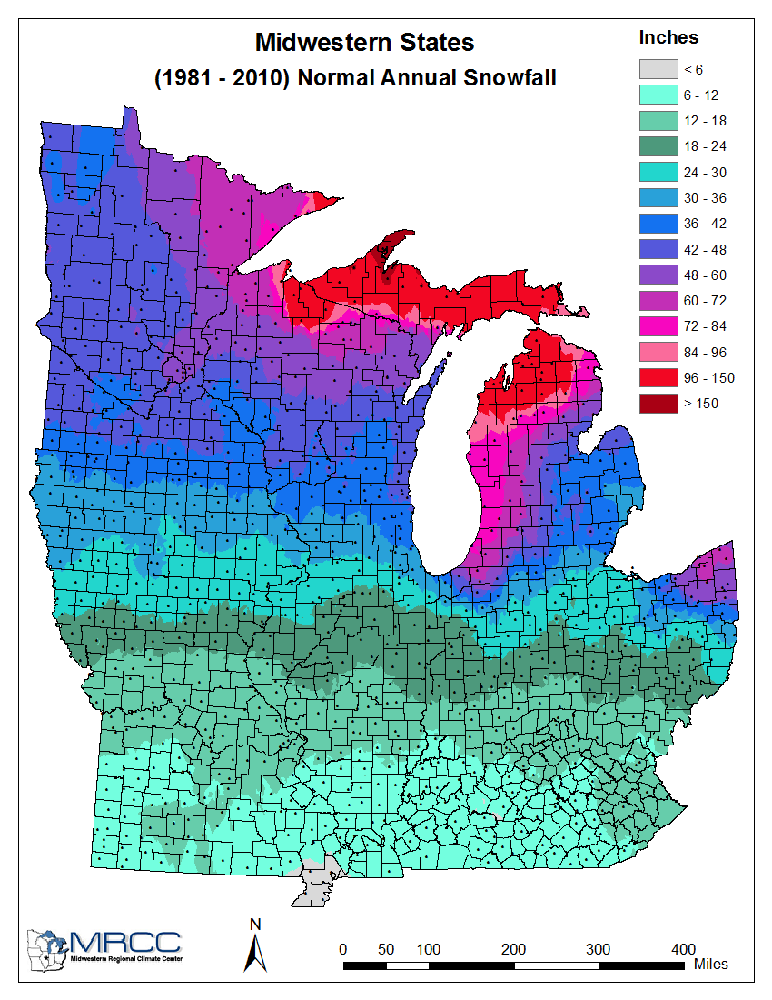 Midwestern States
(1981 - 2010) Normal Annual Snowfall
Inches
< 6
6 - 12
12 - 18
18 - 24
24 - 30
30 - 36
36 - 42
42 - 48
48 - 60
60 - 72
72 - 84
84 - 96
96 - 150
> 150
MRCC
Midwestern Regional Climate Center
N
0 50 100 200 300 400
Miles